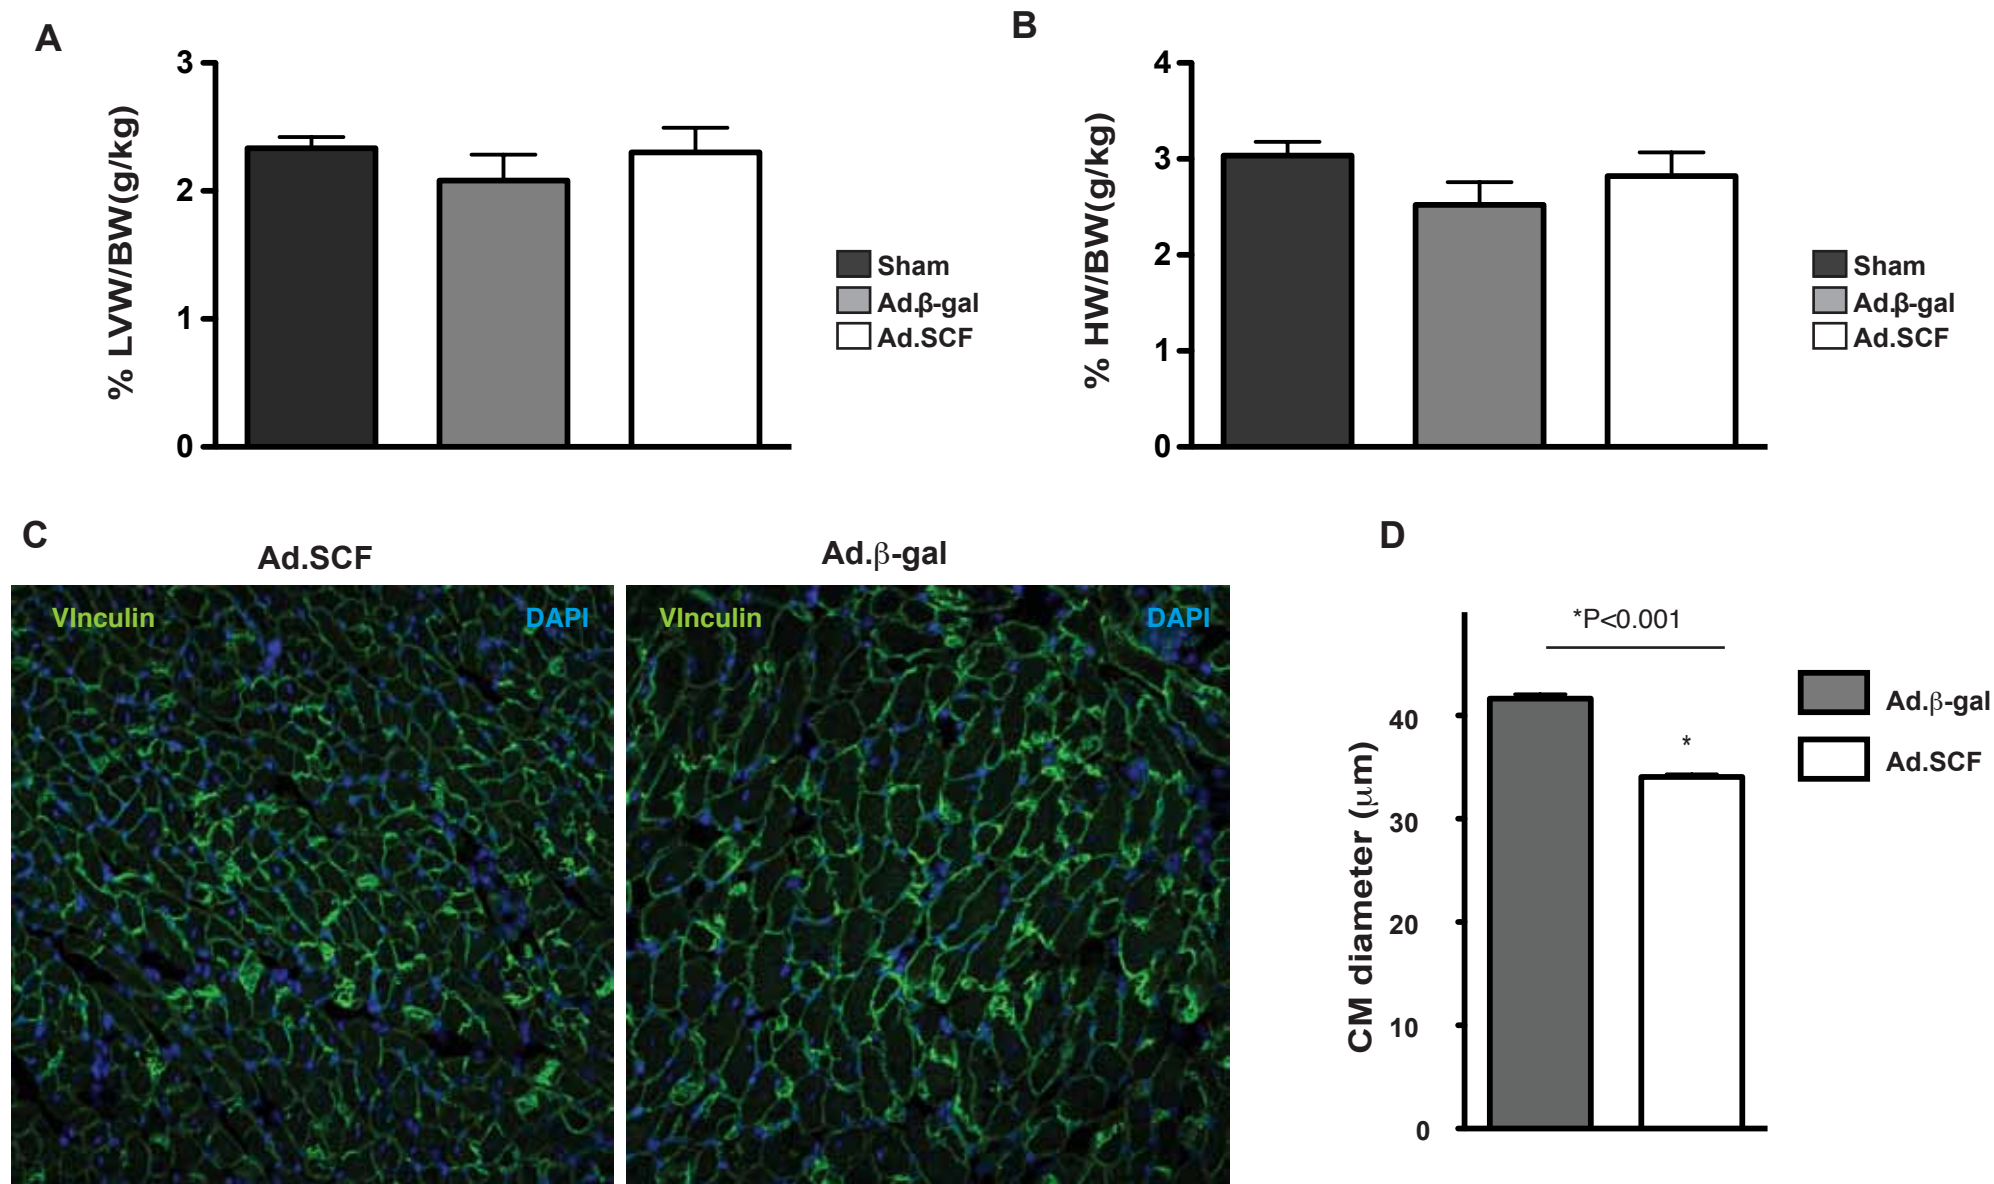 A
% LVW/BW(g/kg)
3
2
1
0
Sham
Ad.β-gal
Ad.SCF
B
% HW/BW(g/kg)
4
3
2
1
0
Sham
Ad.β-gal
Ad.SCF
C
Ad.SCF
Ad.β-gal
VInculin
DAPI
VInculin
DAPI
D
*P<0.001
*
CM diameter (μm)
40
30
20
10
0
Ad.β-gal
Ad.SCF